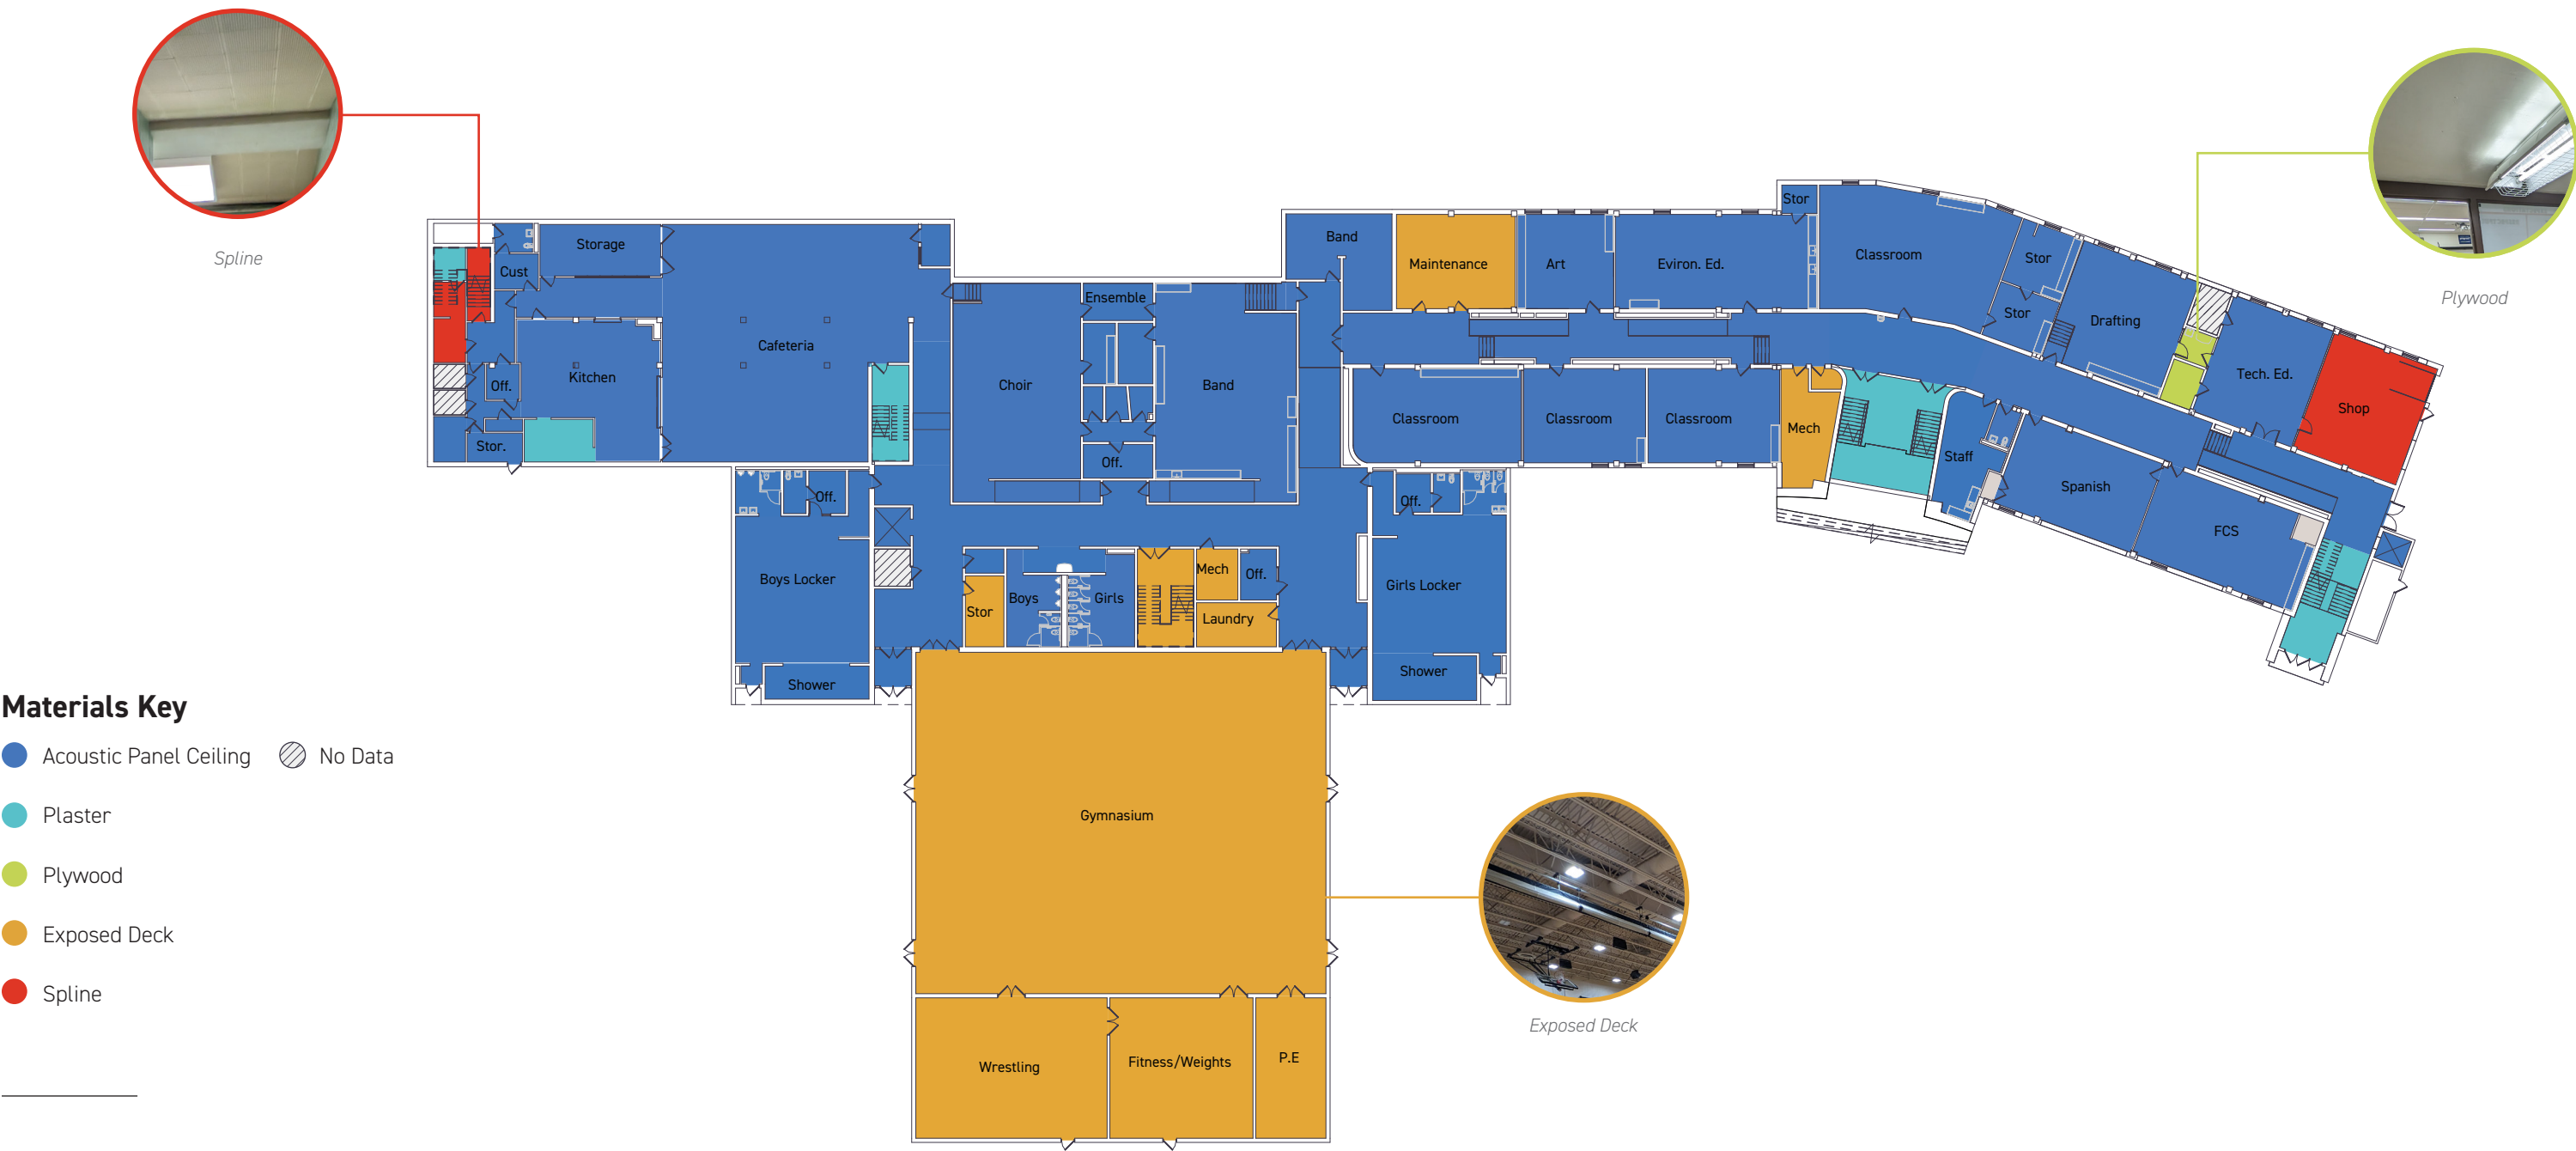 Spline
Plywood
Stor
Storage
Band
Classroom
Maintenance
Art
Eviron. Ed.
Stor
Cust
Ensemble
Stor
Drafting
Cafeteria
Kitchen
Off.
Choir
Band
Tech. Ed.
Shop
Classroom
Classroom
Classroom
Mech
Stor.
Off.
Staff
Spanish
Off.
Off.
FCS
Boys Locker
Mech
Off.
Girls Locker
Boys
Girls
Stor
Laundry
Shower
Shower
Materials Key
Acoustic Panel Ceiling
No Data
Plaster
Plywood
Exposed Deck
Spline
Gymnasium
Exposed Deck
Wrestling
Fitness/Weights
P.E